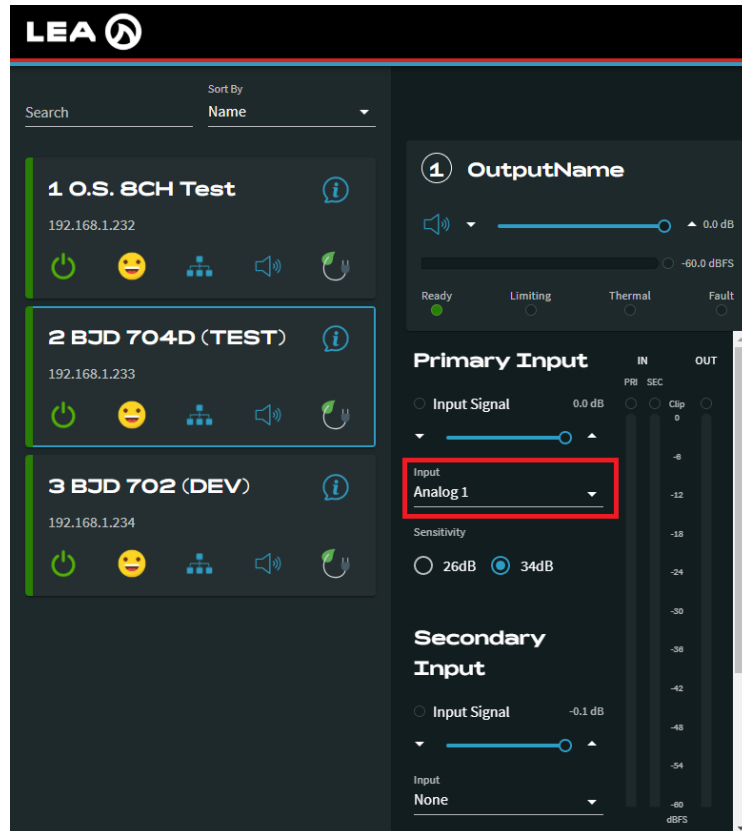 LEA
Sort By
Search
Name
1 O.S. 8CH Test
192.168.1.232
2 BJD 704D (TEST)
192.168.1.233
3 BJD 702 (DEV)
192.168.1.234
1 OutputName
0.0 dB
-60.0 dBFS
Ready Limiting Thermal Fault
Primary Input
Input Signal 0.0 dB
Input
Analog 1
Sensitivity
26dB 34dB
Secondary
Input
Input Signal -0.1 dB
Input
None
IN OUT
PRI SEC
Clip
0
-6
-12
-18
-24
-30
-36
-42
-48
-54
-60
dBFS